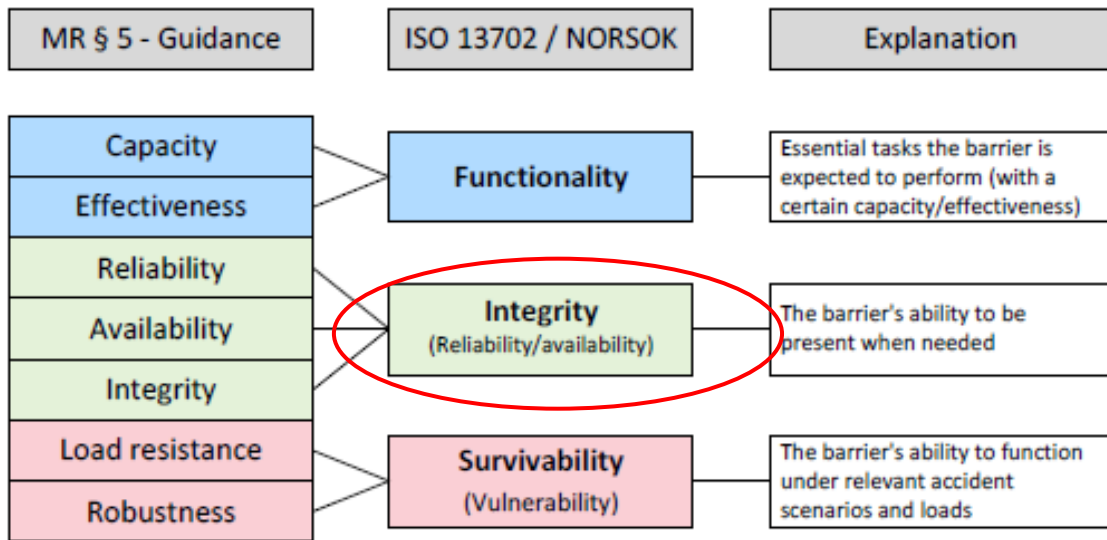 MR § 5 - Guidance
ISO 13702 / NORSOK
Explanation
Capacity
Effectiveness
Reliability
Availability
Integrity
Load resistance
Robustness
Functionality
Integrity
(Reliability/availability)
Survivability
(Vulnerability)
Essential tasks the barrier is
expected to perform (with a
certain capacity/effectiveness)
The barrier's ability to be
present when needed
The barrier's ability to function
under relevant accident
scenarios and loads